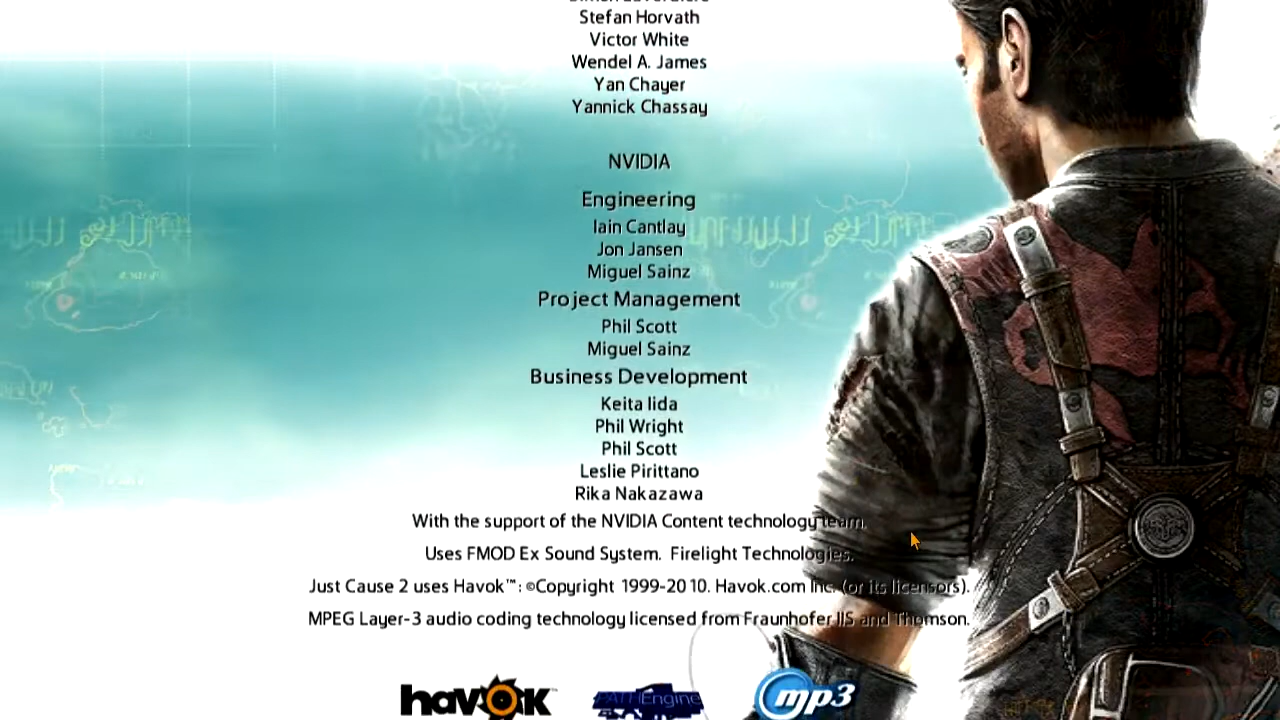 Stefan Horvath
Victor White
Wendel A. James
Yan Chayer
Yannick Chassay
NVIDIA
Engineering
Iain Cantlay
Jon Jansen
Miguel Sainz
Project Management
Phil Scott
Miguel Sainz
Business Development
Keita Iida
Phil Wright
Phil Scott
Leslie Pirittano
Rika Nakazawa
With the support of the NVIDIA Content technology team.
Uses FMOD Ex Sound System. Firelight Technologies.
Just Cause 2 uses Havok™: ©Copyright 1999-2010. Havok.com Inc. (or its licensors).
MPEG Layer-3 audio coding technology licensed from Fraunhofer IIS and Thomson.
havok PATHEngine mp3